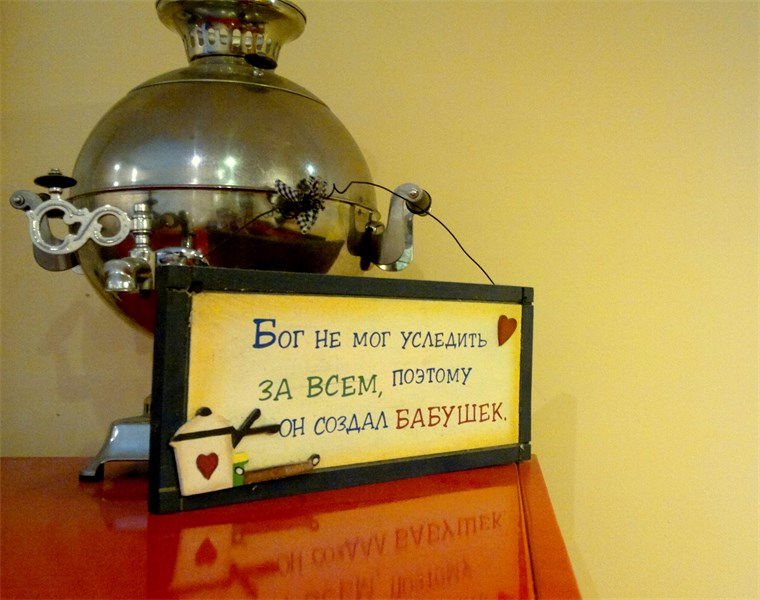 Бог не мог уследить
за всем, поэтому
он создал БАБУШЕК.